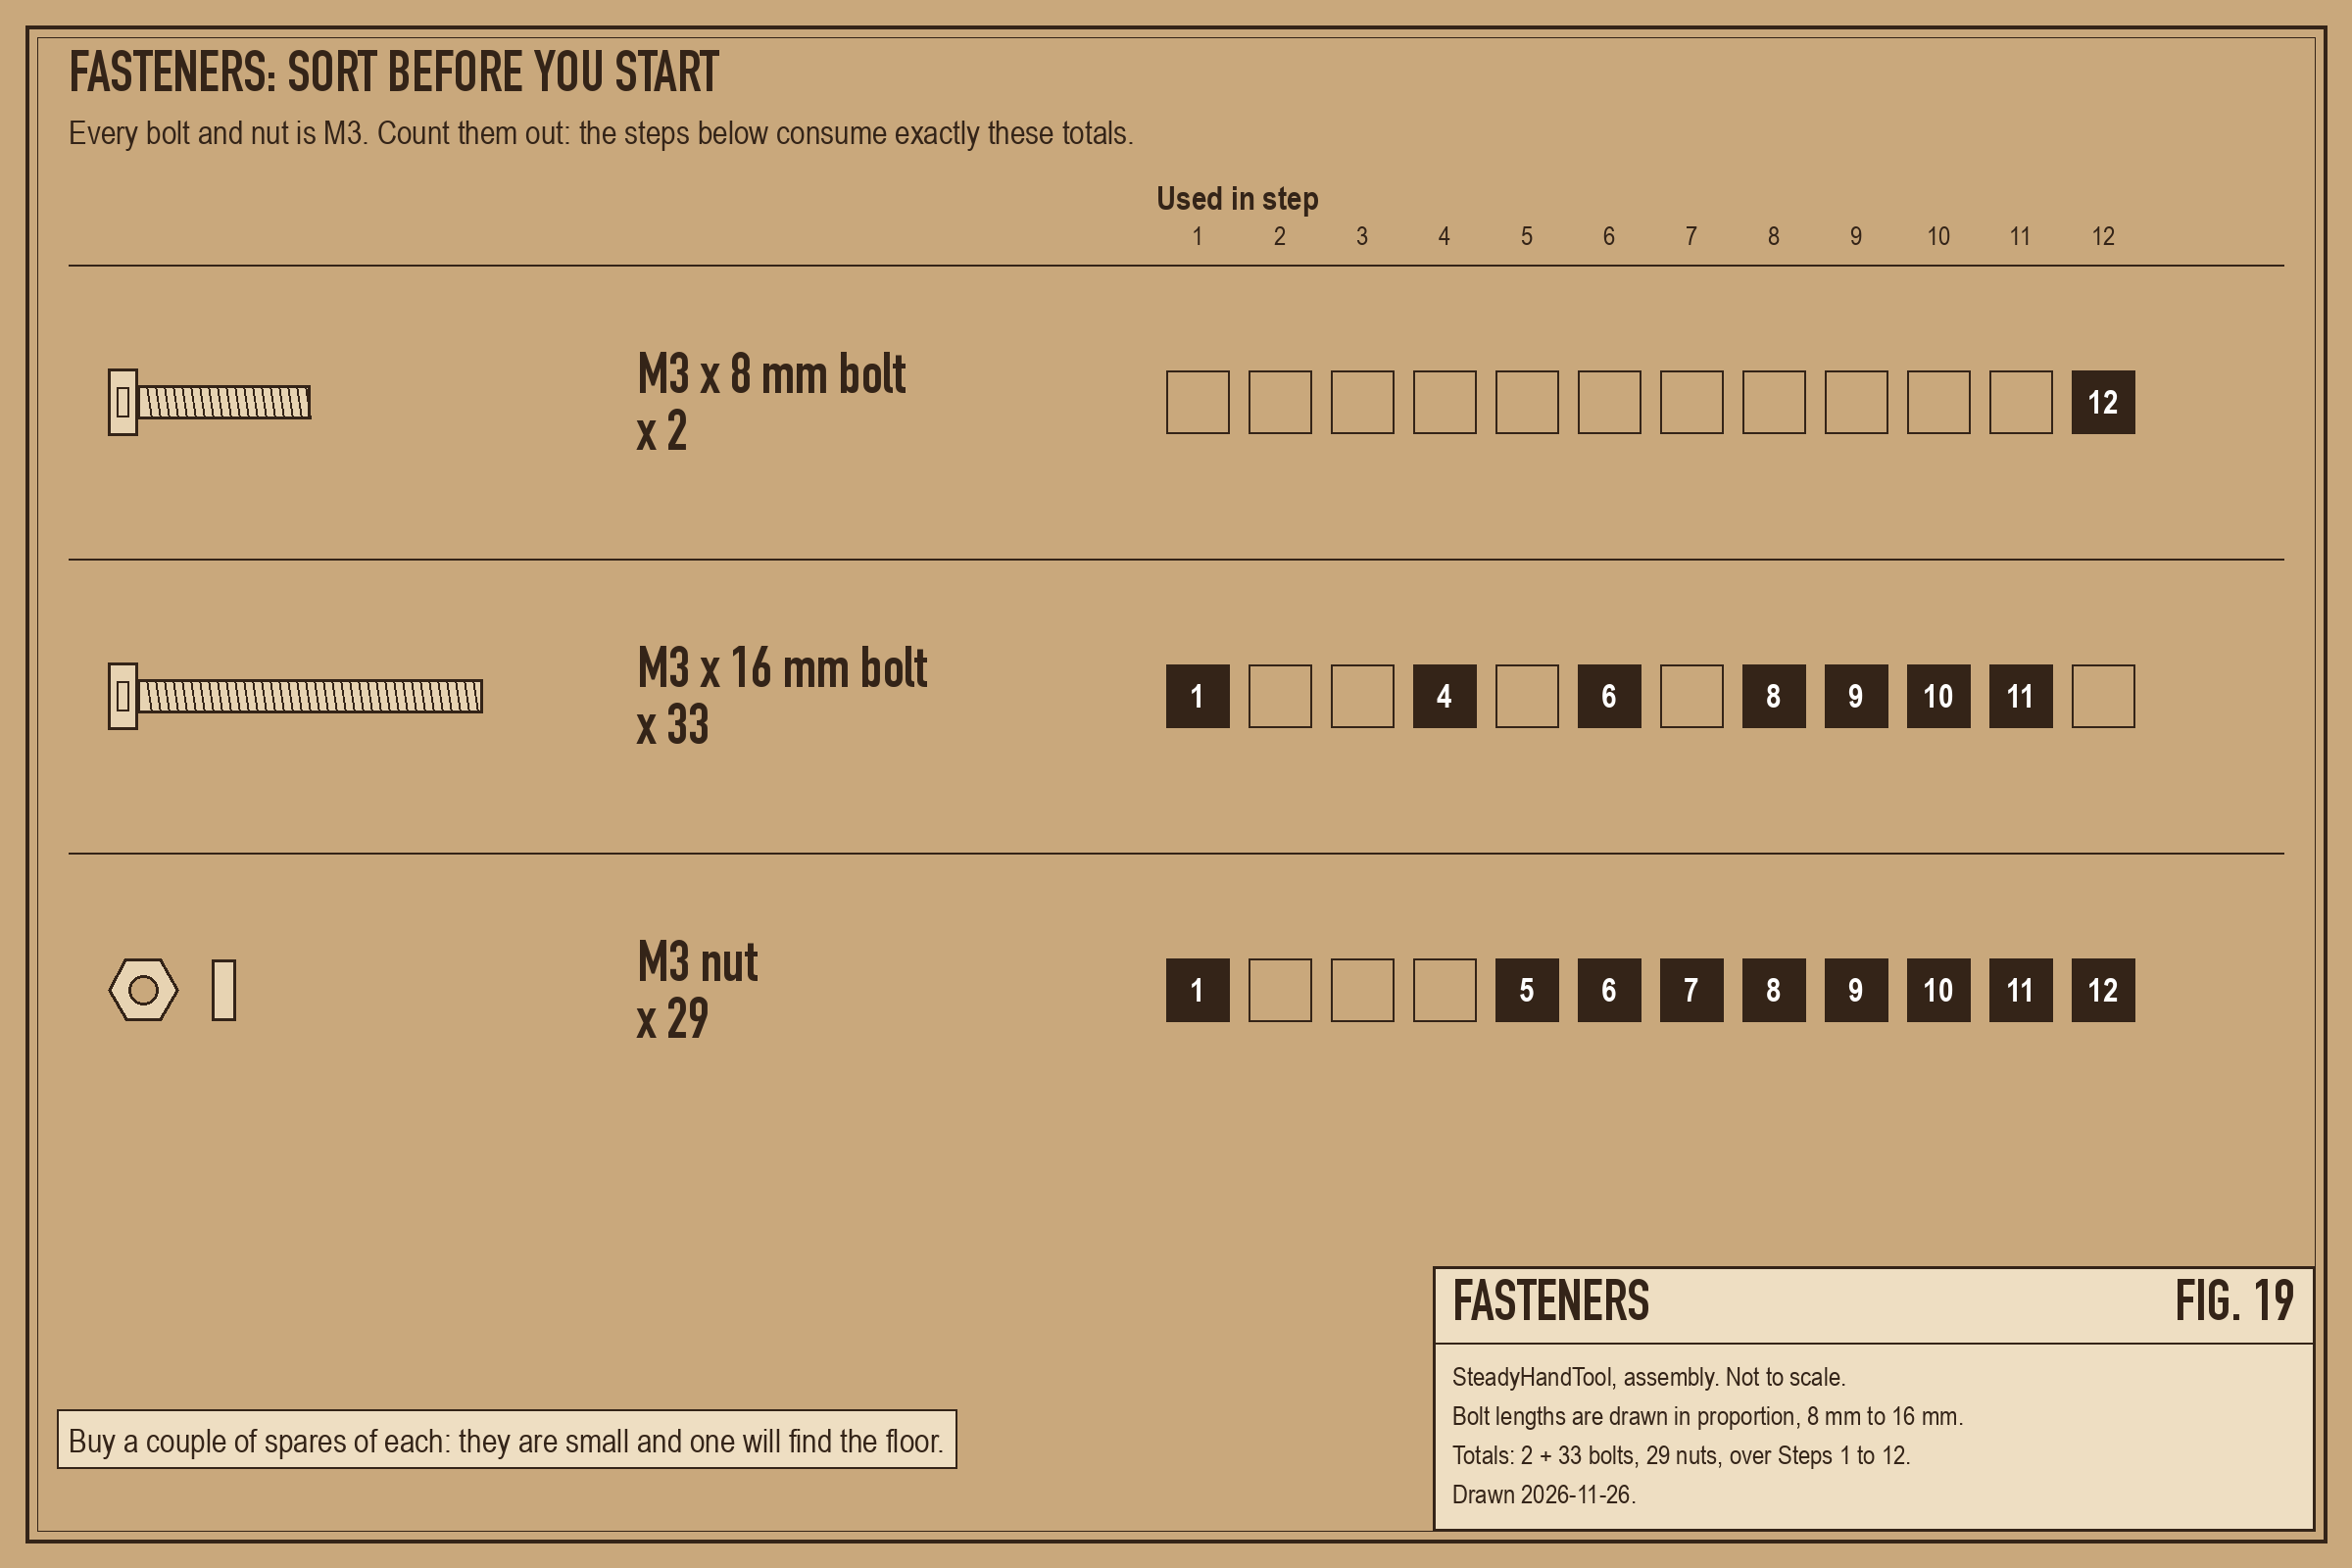 FASTENERS: SORT BEFORE YOU START
Every bolt and nut is M3. Count them out: the steps below consume exactly these totals.
Used in step
1 2 3 4 5 6 7 8 9 10 11 12
M3 x 8 mm bolt
x 2
12
M3 x 16 mm bolt
x 33
1 4 6 8 9 10 11
M3 nut
x 29
1 5 6 7 8 9 10 11 12
FASTENERS FIG. 19
SteadyHandTool, assembly. Not to scale.
Bolt lengths are drawn in proportion, 8 mm to 16 mm.
Totals: 2 + 33 bolts, 29 nuts, over Steps 1 to 12.
Drawn 2026-11-26.
Buy a couple of spares of each: they are small and one will find the floor.